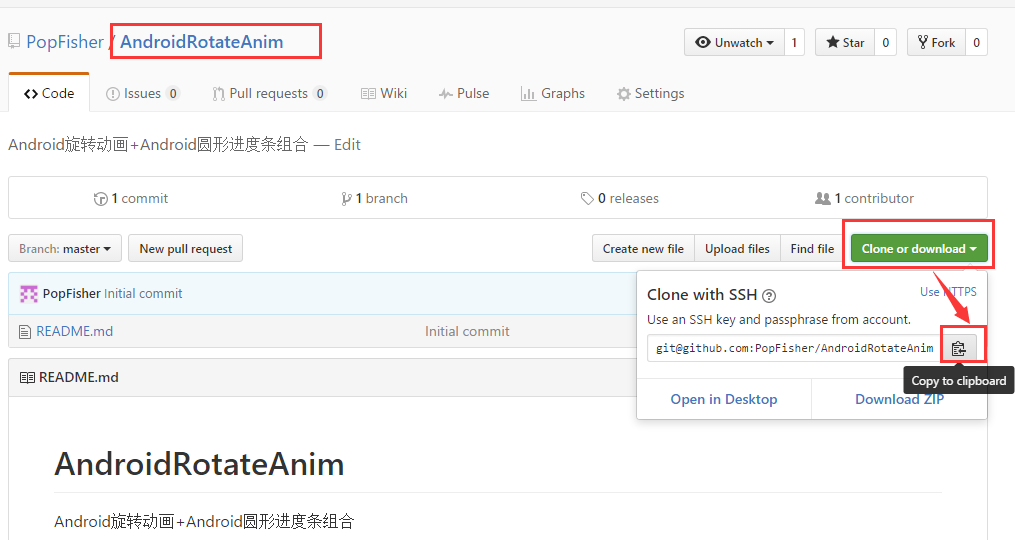 PopFisher / AndroidRotateAnim
Unwatch 1 Star 0 Fork 0
Code Issues 0 Pull requests 0 Wiki Pulse Graphs Settings
Android旋转动画+Android圆形进度条组合 — Edit
1 commit 1 branch 0 releases 1 contributor
Branch: master New pull request Create new file Upload files Find file Clone or download
PopFisher Initial commit
README.md Initial commit
README.md
Clone with SSH Use HTTPS
Use an SSH key and passphrase from account.
git@github.com:PopFisher/AndroidRotateAnim
Copy to clipboard
Open in Desktop Download ZIP
AndroidRotateAnim
Android旋转动画+Android圆形进度条组合